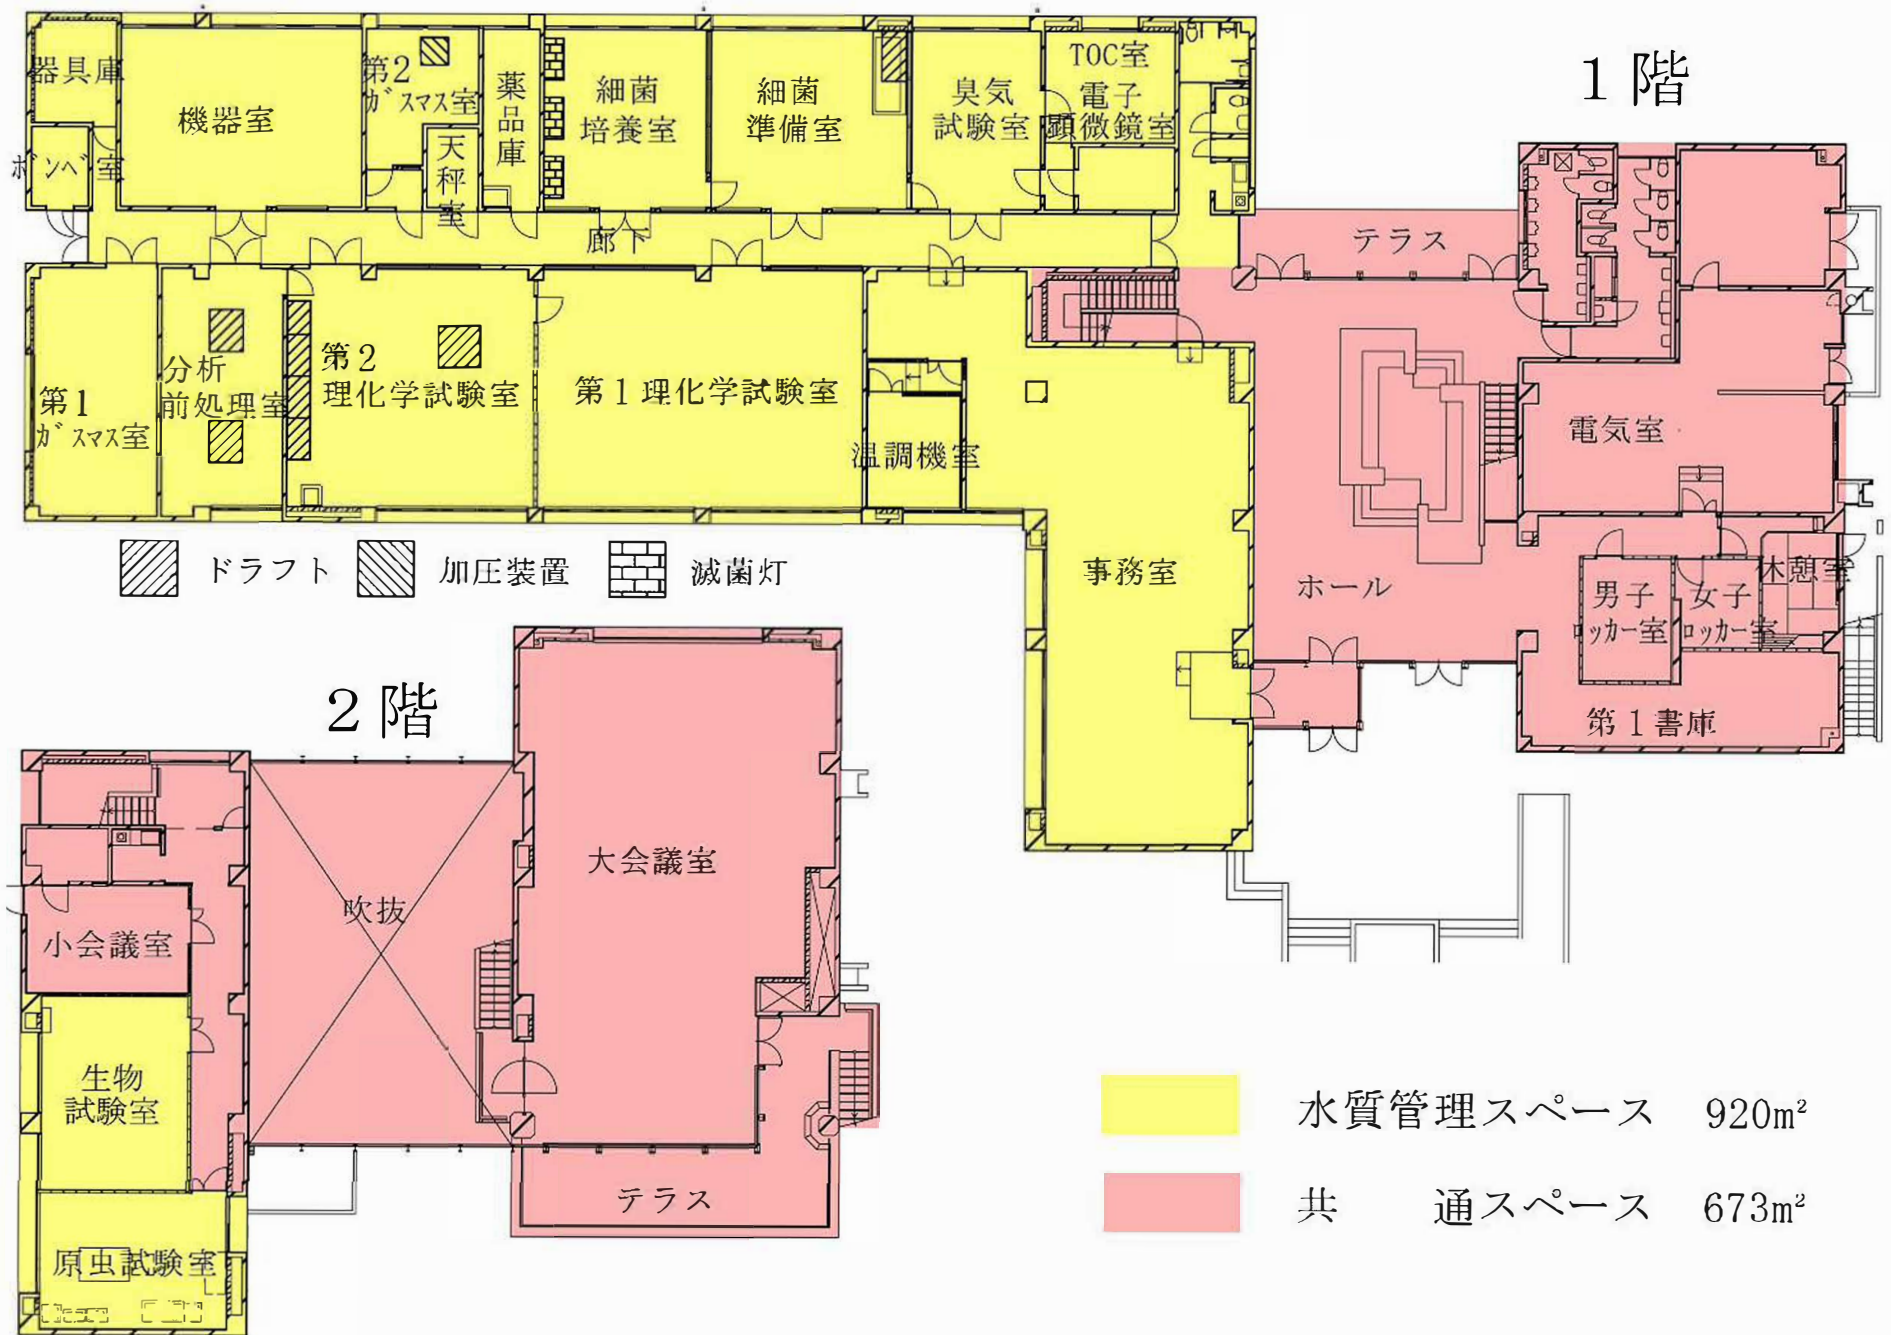 1階
器具庫
機器室
第2
ガスマス室
薬品庫
天秤室
細菌
培養室
細菌
準備室
臭気
試験室
TOC室
電子
顕微鏡室
ボンベ室
廊下
テラス
第1
ガスマス室
分析
前処理室
第2
理化学試験室
第1理化学試験室
温調機室
電気室
事務室
ホール
男子
ロッカー室
女子
ロッカー室
休憩室
第1書庫
ドラフト
加圧装置
滅菌灯
2階
大会議室
吹抜
小会議室
生物
試験室
テラス
原虫試験室
水質管理スペース 920m²
共 通スペース 673m²